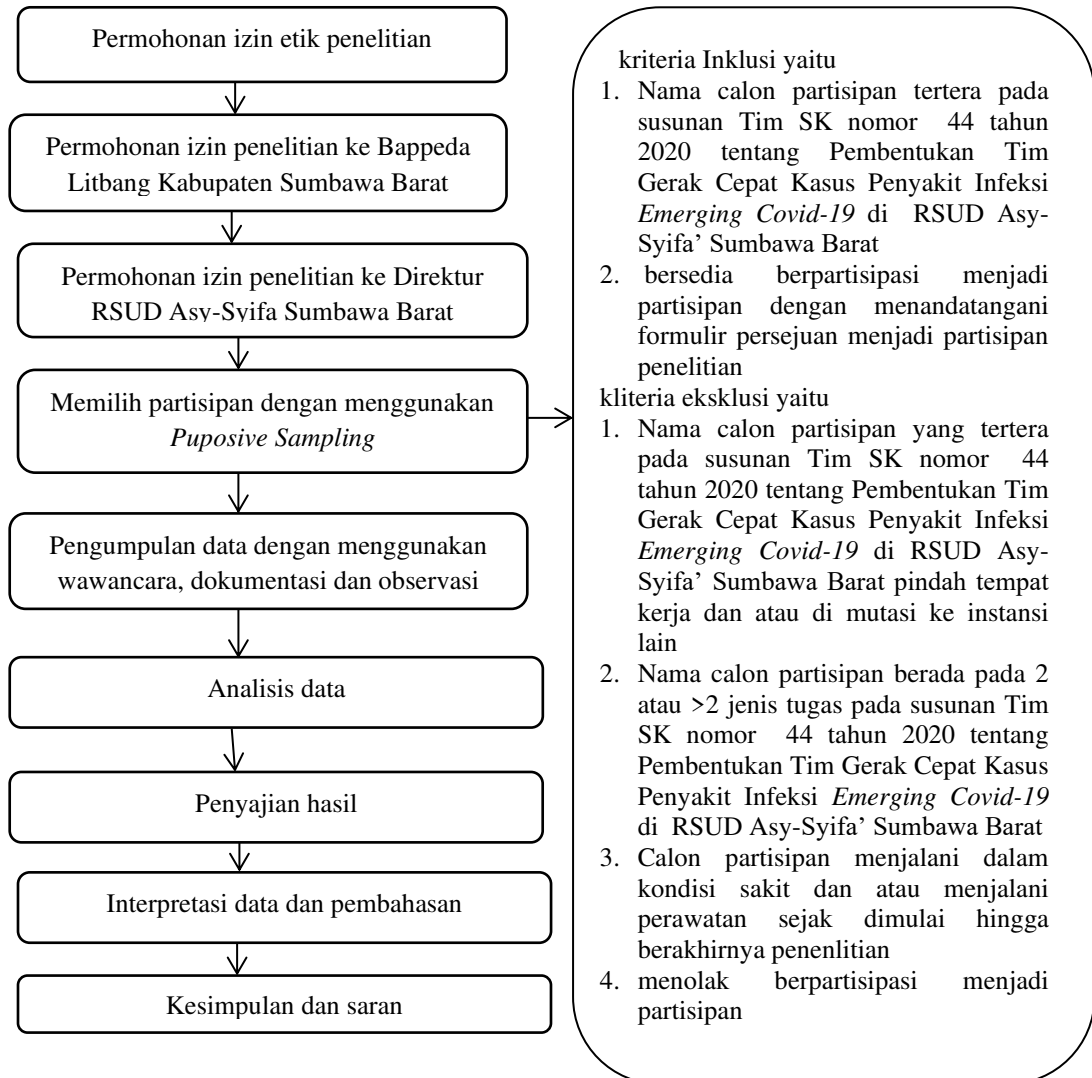 Permohonan izin etik penelitian
Permohonan izin penelitian ke Bappeda
Litbang Kabupaten Sumbawa Barat
Permohonan izin penelitian ke Direktur
RSUD Asy-Syifa Sumbawa Barat
Memilih partisipan dengan menggunakan
Puposive Sampling
Pengumpulan data dengan menggunakan
wawancara, dokumentasi dan observasi
Analisis data
Penyajian hasil
Interpretasi data dan pembahasan
Kesimpulan dan saran
kriteria Inklusi yaitu
1. Nama calon partisipan tertera pada
susunan Tim SK nomor 44 tahun
2020 tentang Pembentukan Tim
Gerak Cepat Kasus Penyakit Infeksi
Emerging Covid-19 di RSUD Asy-
Syifa’ Sumbawa Barat
2. bersedia berpartisipasi menjadi
partisipan dengan menandatangani
formulir persejuan menjadi partisipan
penelitian
kliteria eksklusi yaitu
1. Nama calon partisipan yang tertera
pada susunan Tim SK nomor 44
tahun 2020 tentang Pembentukan Tim
Gerak Cepat Kasus Penyakit Infeksi
Emerging Covid-19 di RSUD Asy-
Syifa’ Sumbawa Barat pindah tempat
kerja dan atau di mutasi ke instansi
lain
2. Nama calon partisipan berada pada 2
atau >2 jenis tugas pada susunan Tim
SK nomor 44 tahun 2020 tentang
Pembentukan Tim Gerak Cepat Kasus
Penyakit Infeksi Emerging Covid-19
di RSUD Asy-Syifa’ Sumbawa Barat
3. Calon partisipan menjalani dalam
kondisi sakit dan atau menjalani
perawatan sejak dimulai hingga
berakhirnya penenlitian
4. menolak berpartisipasi menjadi
partisipan